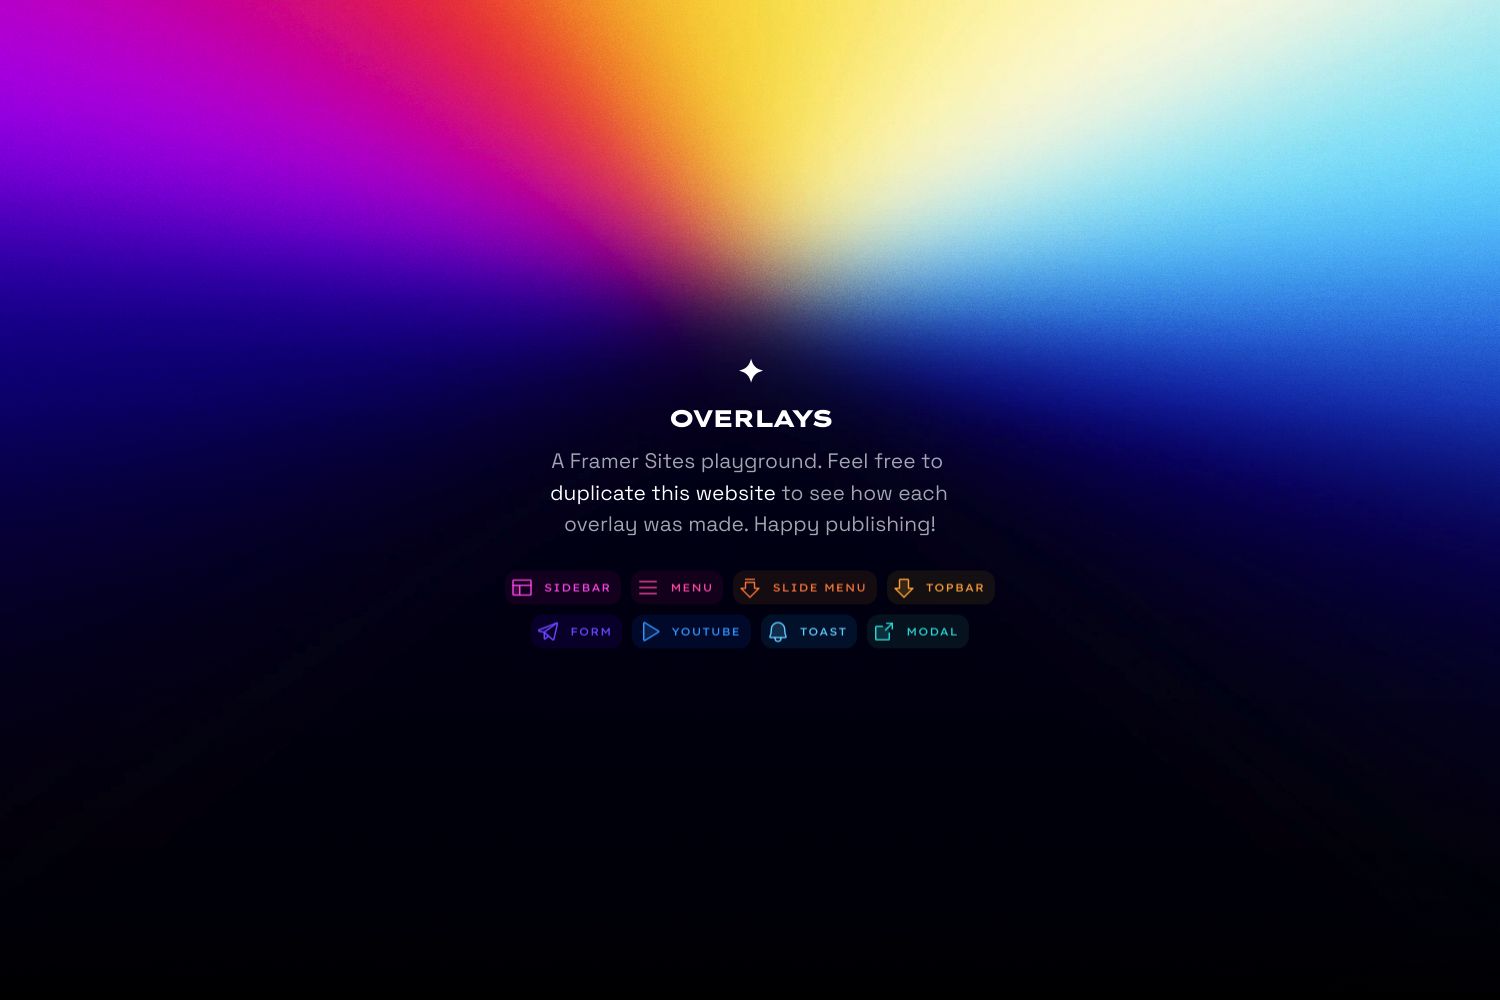 OVERLAYS
A Framer Sites playground. Feel free to
duplicate this website to see how each
overlay was made. Happy publishing!
SIDEBAR MENU SLIDE MENU TOPBAR
FORM YOUTUBE TOAST MODAL